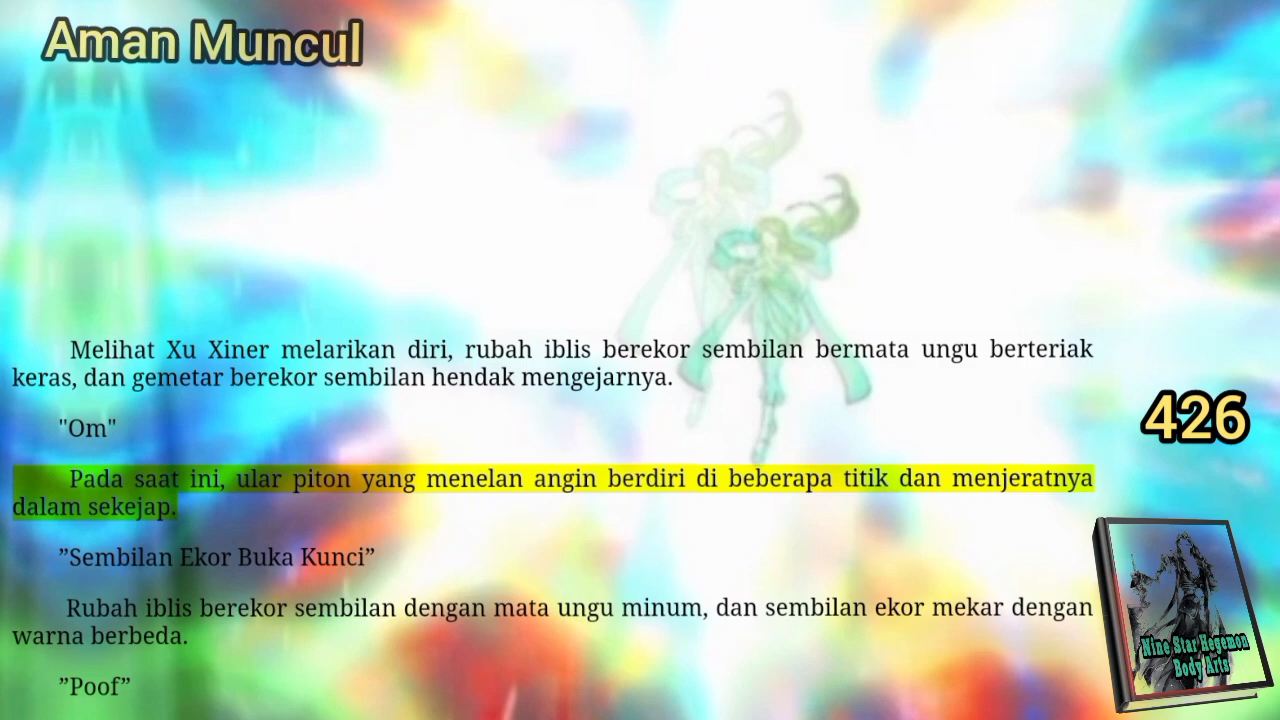 Aman Muncul
Melihat Xu Xiner melarikan diri, rubah iblis berekor sembilan bermata ungu berteriak
keras, dan gemetar berekor sembilan hendak mengejarnya.
"Om"
426
Pada saat ini, ular piton yang menelan angin berdiri di beberapa titik dan menjeratnya
dalam sekejap.
”Sembilan Ekor Buka Kunci”
Rubah iblis berekor sembilan dengan mata ungu minum, dan sembilan ekor mekar dengan
warna berbeda.
”Poof”
Nine Star Hegemon
Body Arts